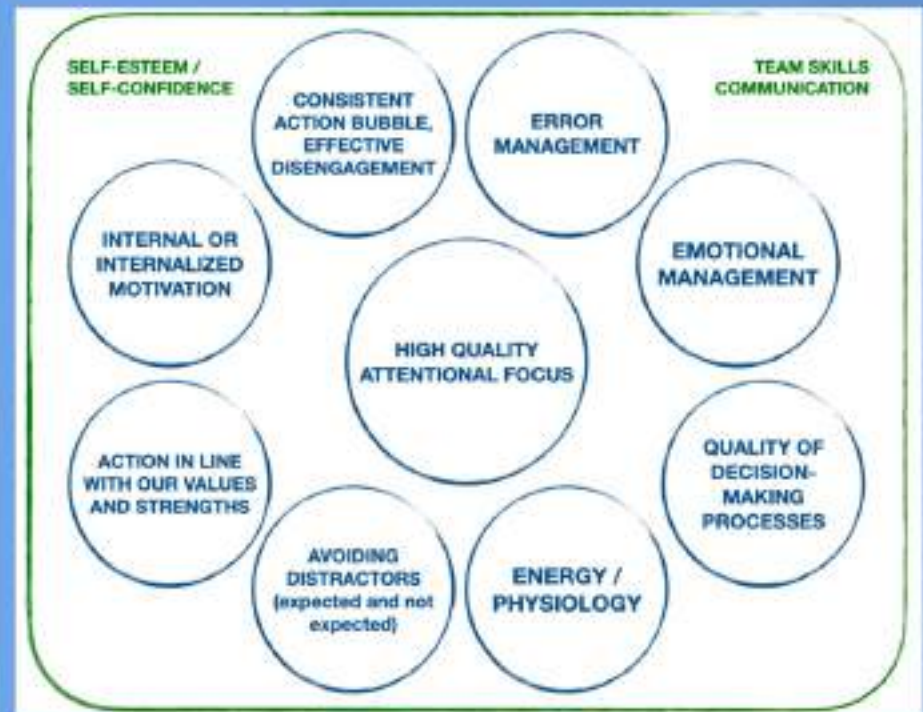 SELF-ESTEEM /
SELF-CONFIDENCE
TEAM SKILLS
COMMUNICATION
CONSISTENT
ACTION BUBBLE,
EFFECTIVE
DISENGAGEMENT
ERROR
MANAGEMENT
INTERNAL OR
INTERNALIZED
MOTIVATION
EMOTIONAL
MANAGEMENT
HIGH QUALITY
ATTENTIONAL FOCUS
ACTION IN LINE
WITH OUR VALUES
AND STRENGTHS
QUALITY OF
DECISION-
MAKING
PROCESSES
AVOIDING
DISTRACTORS
(expected and not
expected)
ENERGY /
PHYSIOLOGY